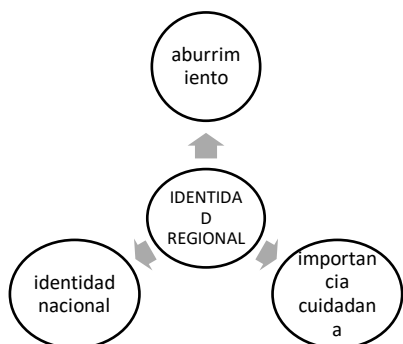 aburrim
iento
IDENTIDA
D
REGIONAL
identidad
nacional
importan
cia
cuidadan
a